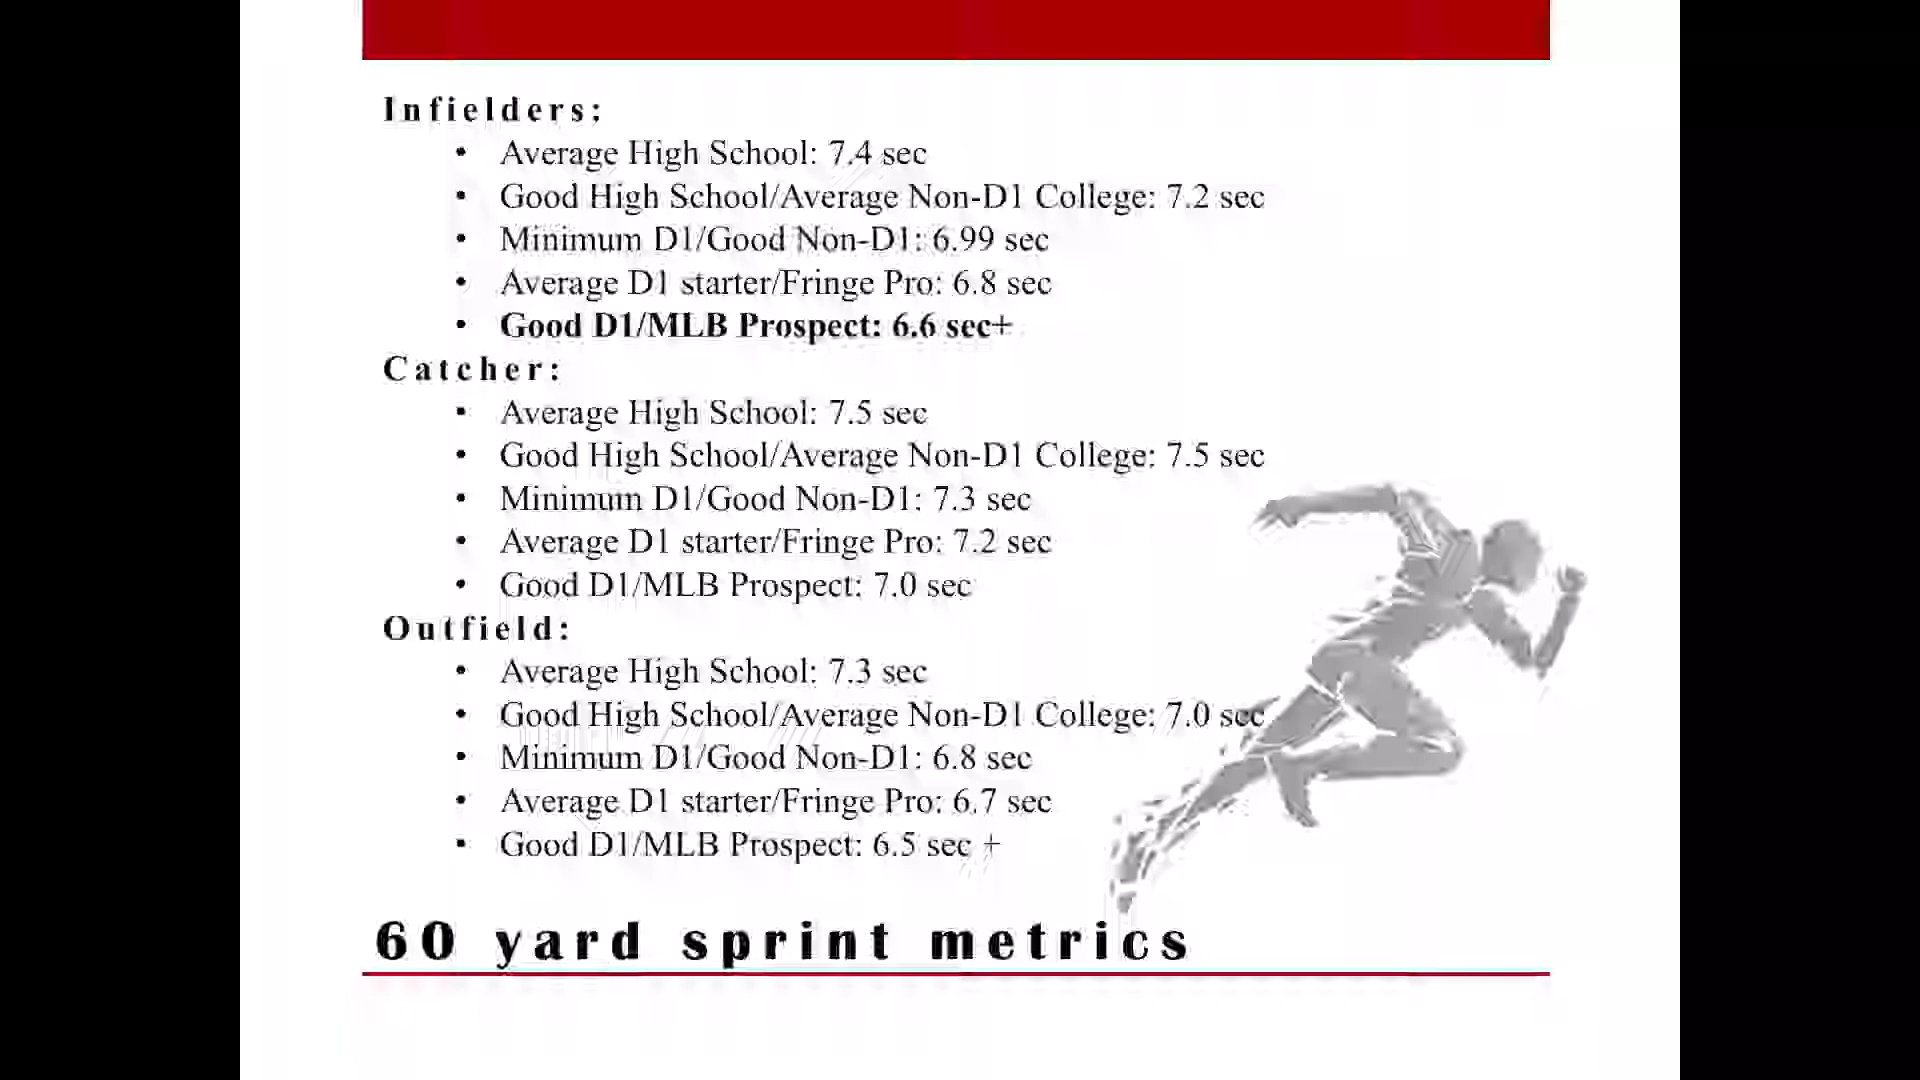 Infielders:
• Average High School: 7.4 sec
• Good High School/Average Non-D1 College: 7.2 sec
• Minimum D1/Good Non-D1: 6.99 sec
• Average D1 starter/Fringe Pro: 6.8 sec
• Good D1/MLB Prospect: 6.6 sec+
Catcher:
• Average High School: 7.5 sec
• Good High School/Average Non-D1 College: 7.5 sec
• Minimum D1/Good Non-D1: 7.3 sec
• Average D1 starter/Fringe Pro: 7.2 sec
• Good D1/MLB Prospect: 7.0 sec
Outfield:
• Average High School: 7.3 sec
• Good High School/Average Non-D1 College: 7.0 sec
• Minimum D1/Good Non-D1: 6.8 sec
• Average D1 starter/Fringe Pro: 6.7 sec
• Good D1/MLB Prospect: 6.5 sec +
60 yard sprint metrics